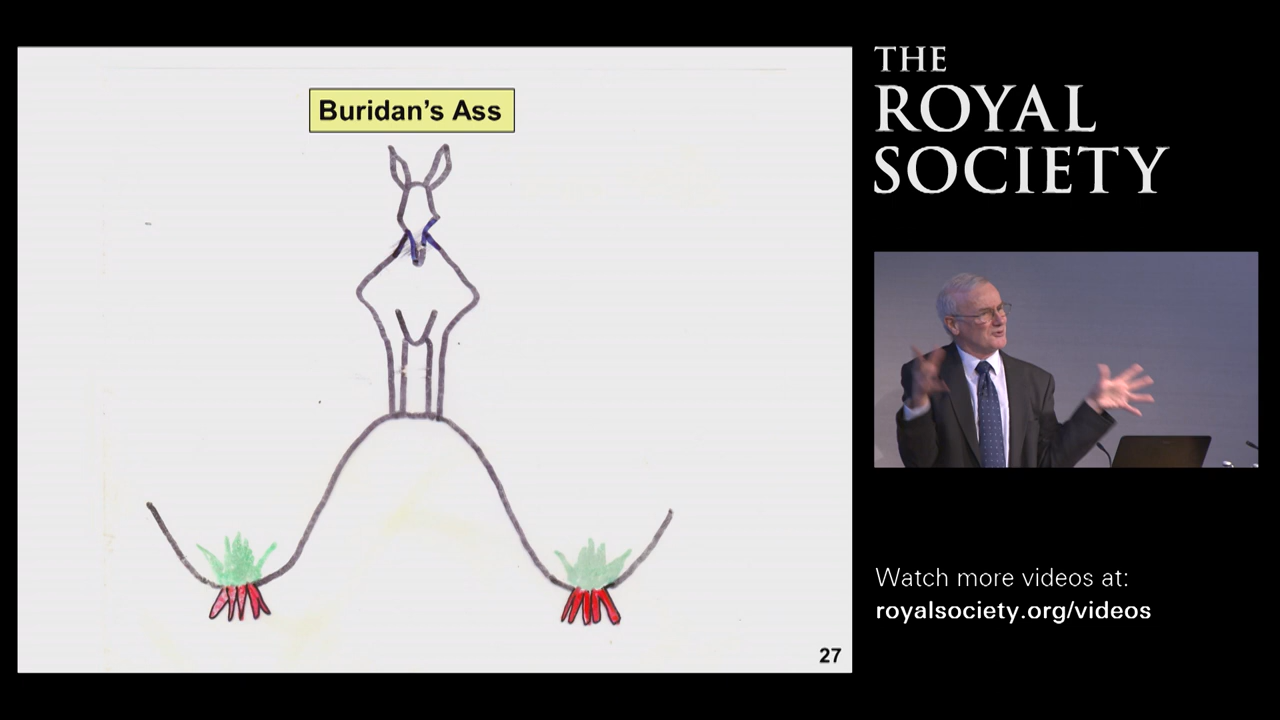 Buridan's Ass
27
THE
ROYAL
SOCIETY
Watch more videos at:
royalsociety.org/videos